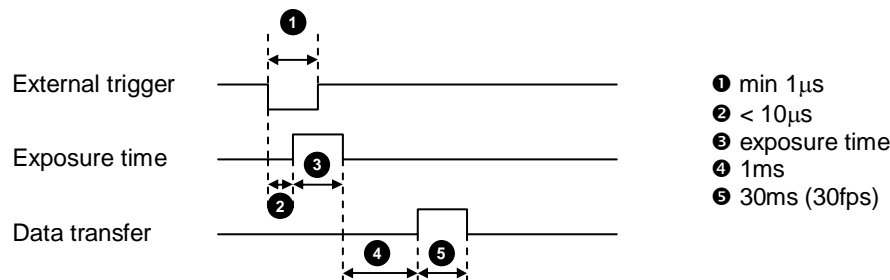 ❶
External trigger
Exposure time
❸
❷
Data transfer
❹
❺
❶ min 1μs
❷ < 10μs
❸ exposure time
❹ 1ms
❺ 30ms (30fps)